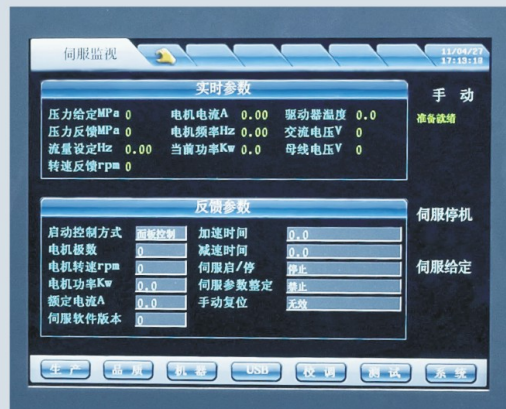 伺服监视
11/04/27
17:13:18
实时参数
手 动
压力给定MPa 0 电机电流A 0.00 驱动器温度 0.0
准备就绪
压力反馈MPa 0 电机频率Hz 0.00 交流电压V 0
流量设定Hz 0.00 当前功率Kw 0.0 母线电压V 0
转速反馈rpm 0
反馈参数
伺服停机
启动控制方式 面板控制 加速时间 0.0
电机极数 0 减速时间 0.0
电机转速rpm 0 伺服启/停 停止
伺服给定
电机功率Kw 0.0 伺服参数整定 禁止
额定电流A 0.0 手动复位 无效
伺服软件版本 0
生产 品质 机器 USB 校调 测试 系统